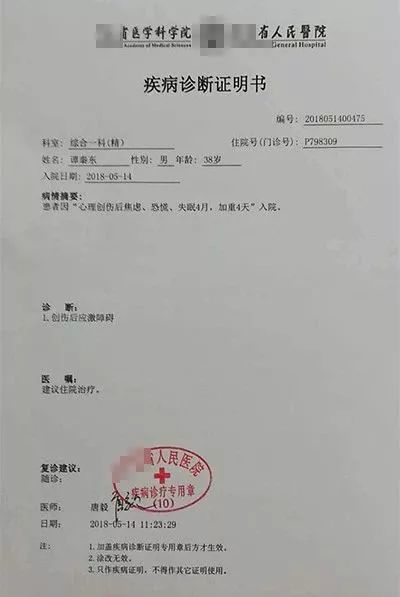 省医学科学院 省人民醫院
Academy of Medical Sciences General Hospital
疾病诊断证明书
编号: 2018051400475
科室: 综合一科(精) 住院号(门诊号): P798309
姓名: 谭秦东 性别: 男 年龄: 38岁
入院日期: 2018-05-14
病情摘要:
患者因“心理创伤后焦虑、恐慌、失眠4月，加重4天”入院。
诊 断:
1.创伤后应激障碍
医 嘱:
建议住院治疗。
复诊建议:
随诊:
省人民医院
疾病诊疗专用章
(10)
医师: 唐毅
日期: 2018-05-14 11:23:29
注: 1.加盖疾病诊断证明专用章后方才生效。
2.涂改无效。
3.只作疾病证明，不得作其它证明使用。